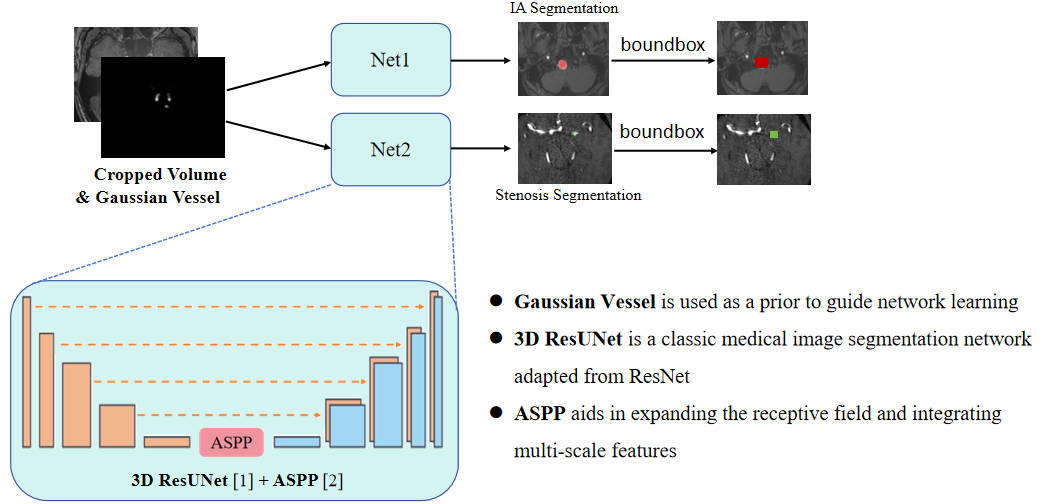 IA Segmentation
Net1
boundbox
Net2
boundbox
Cropped Volume
& Gaussian Vessel
Stenosis Segmentation
ASPP
3D ResUNet [1] + ASPP [2]
● Gaussian Vessel is used as a prior to guide network learning
● 3D ResUNet is a classic medical image segmentation network
adapted from ResNet
● ASPP aids in expanding the receptive field and integrating
multi-scale features